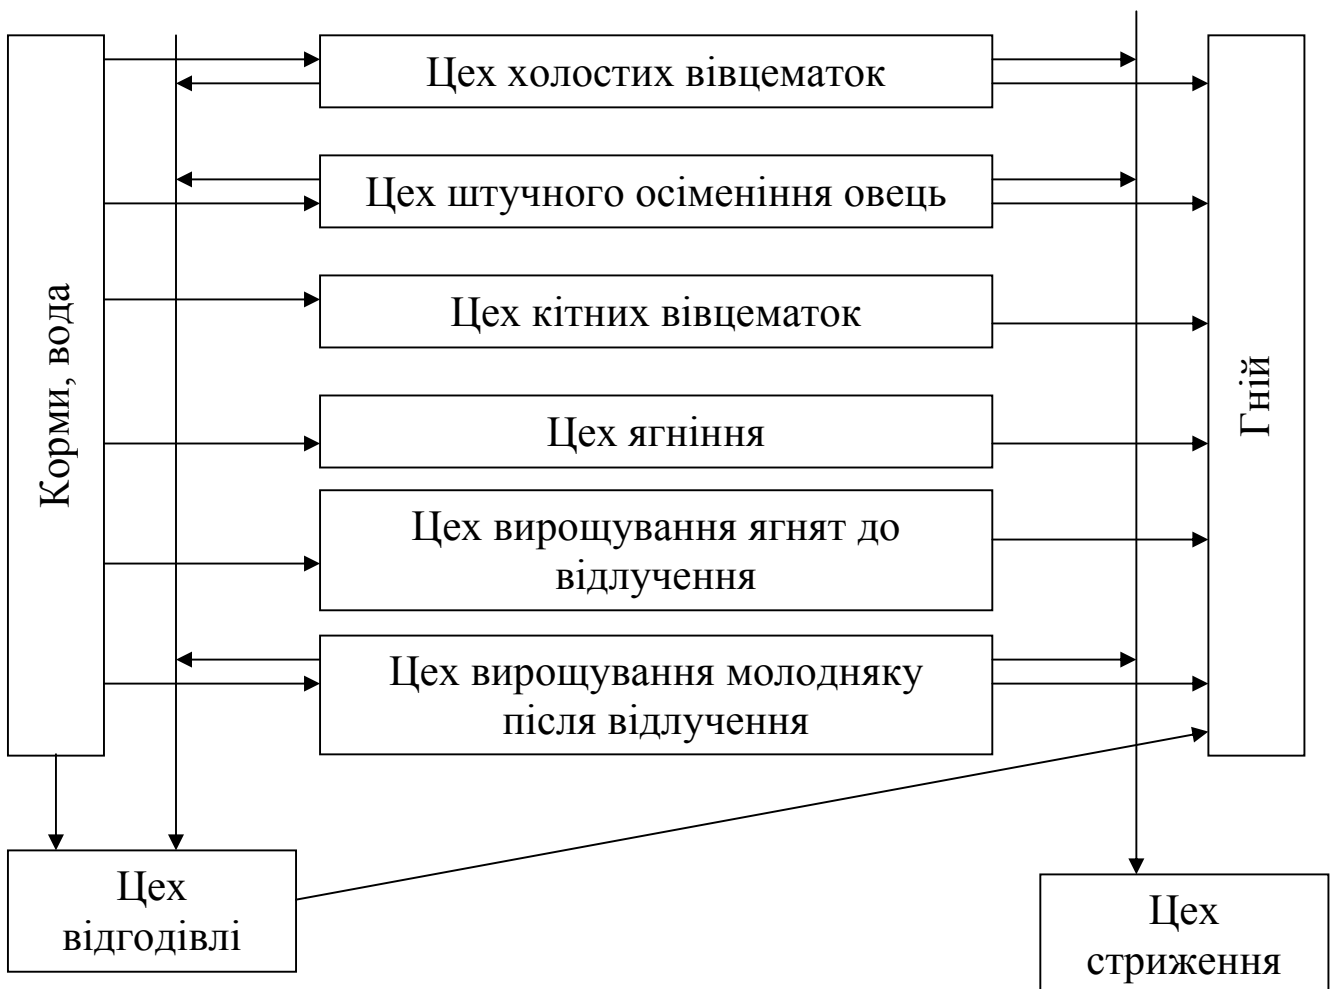 Цех холостих вівцематок
Цех штучного осіменіння овець
Цех кітних вівцематок
Цех ягніння
Цех вирощування ягнят до
відлучення
Цех вирощування молодняку
після відлучення
Корми, вода
Гній
Цех
відгодівлі
Цех
стриження